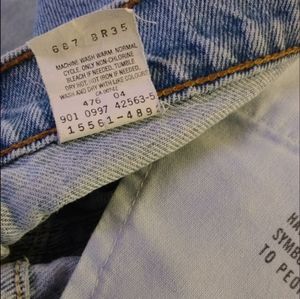 667 BR35
MACHINE WASH WARM, NORMAL
CYCLE, ONLY NON-CHLORINE
BLEACH IF NEEDED, TUMBLE
DRY, HOT IRON IF NEEDED,
WASH AND DRY WITH LIKE COLOURS
476 04
901 0997 42563-5
15561-489
HA
SYMB
TO PEO